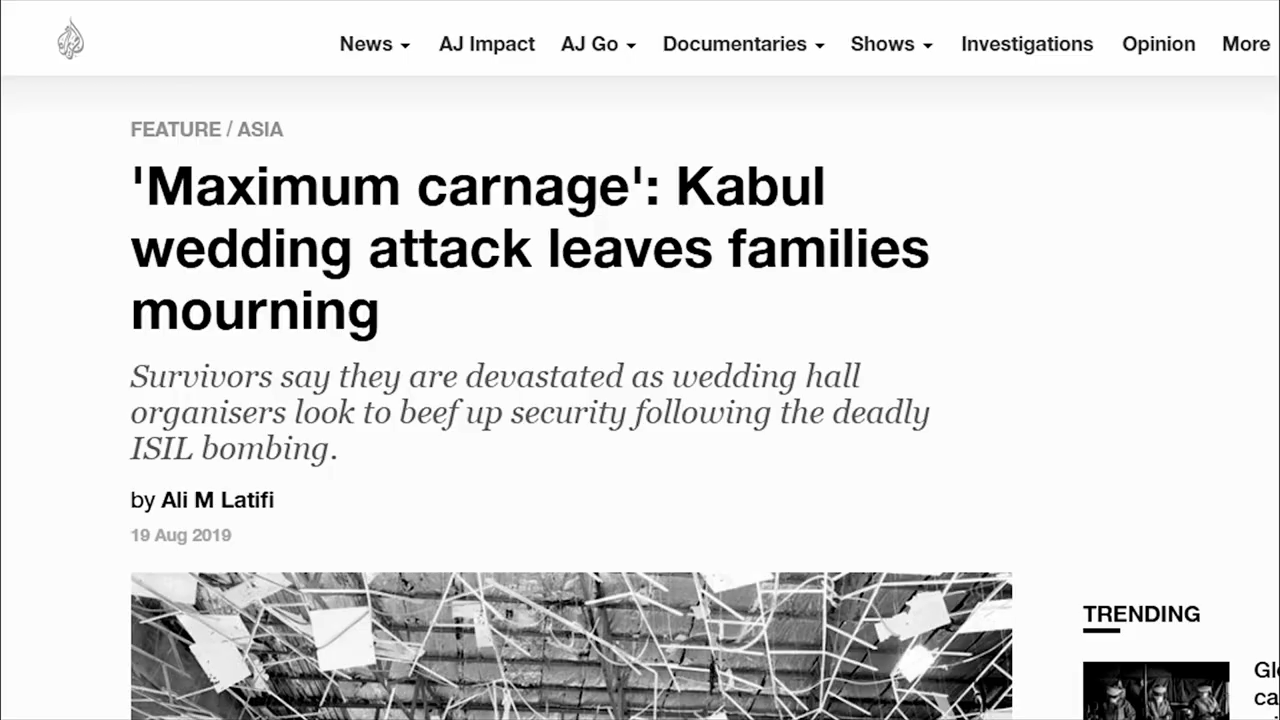 News AJ Impact AJ Go Documentaries Shows Investigations Opinion More
FEATURE / ASIA
'Maximum carnage': Kabul
wedding attack leaves families
mourning
Survivors say they are devastated as wedding hall
organisers look to beef up security following the deadly
ISIL bombing.
by Ali M Latifi
19 Aug 2019
TRENDING